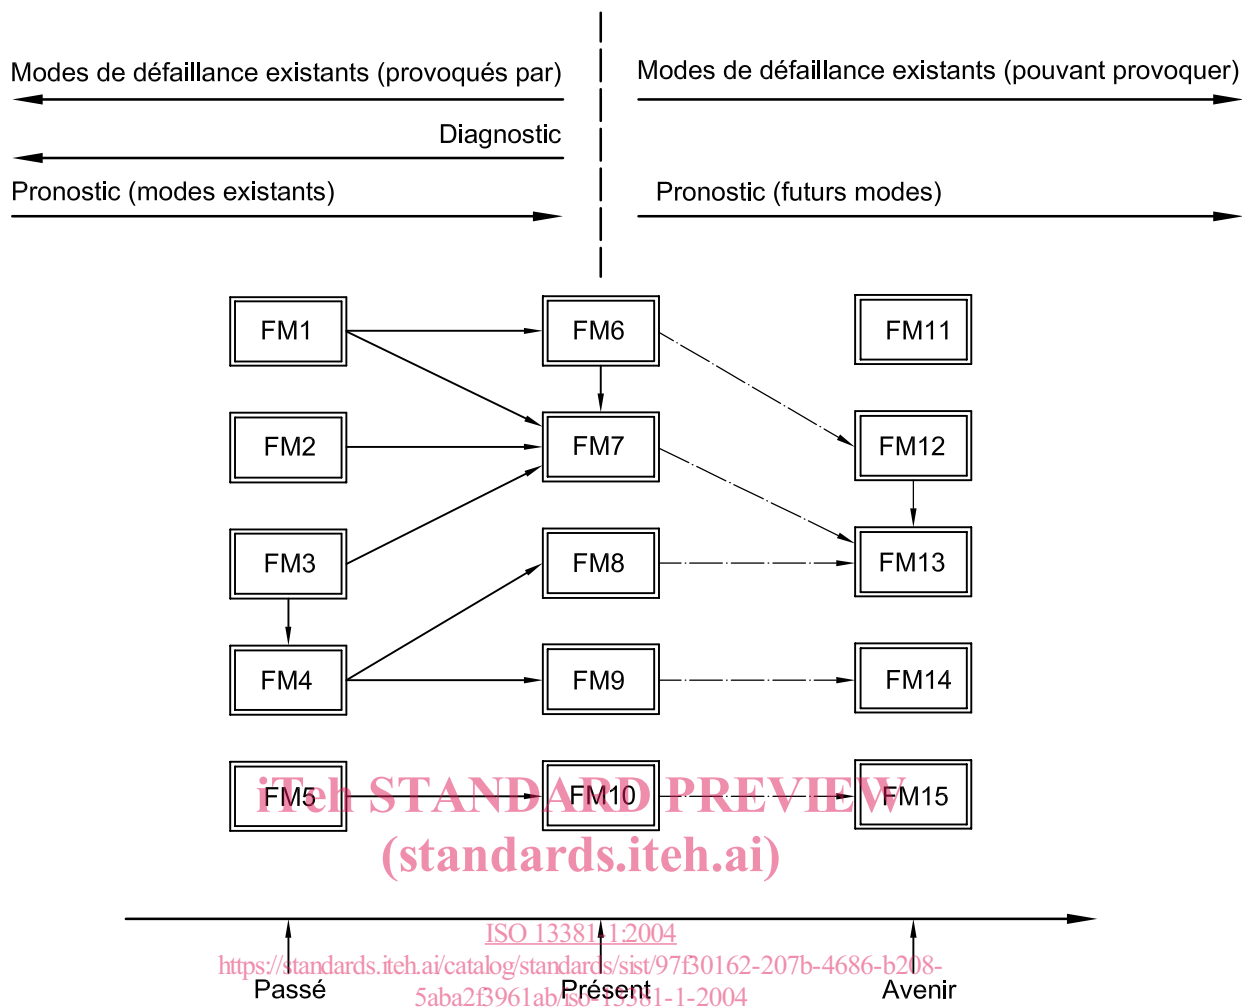 Modes de défaillance existants (provoqués par)
Modes de défaillance existants (pouvant provoquer)
Diagnostic
Pronostic (modes existants)
Pronostic (futurs modes)
FM1
FM6
FM11
FM2
FM7
FM12
FM3
FM8
FM13
FM4
FM9
FM14
FM5
FM10
FM15
iTeh STANDARD PREVIEW
(standards.iteh.ai)
ISO 13381-1:2004
https://standards.iteh.ai/catalog/standards/sist/97f30162-207b-4686-b208-
5aba2f3961ab/iso-13381-1-2004
Passé
Présent
Avenir